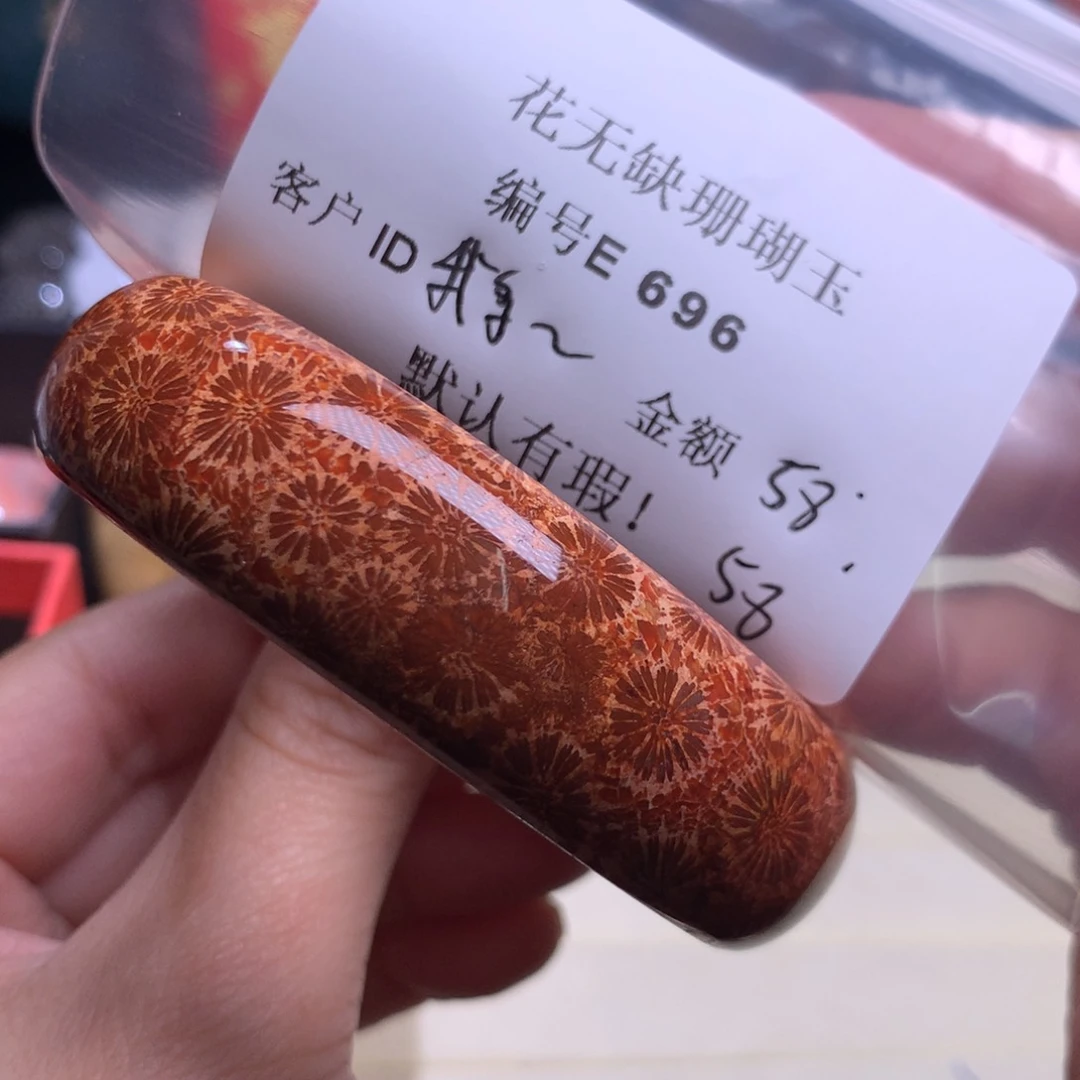 花无缺珊瑚玉
编号E 696
客户ID
金额 58
默认有瑕！ 58